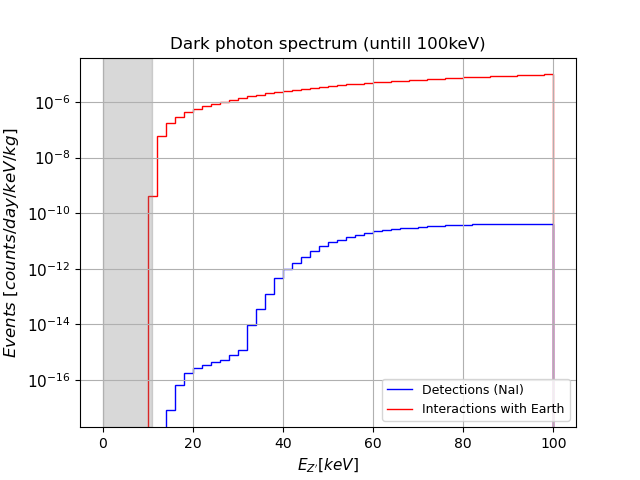 Dark photon spectrum (untill 100keV)
Events [counts/day/keV/kg]
10⁻⁶
10⁻⁸
10⁻¹⁰
10⁻¹²
10⁻¹⁴
10⁻¹⁶
Detections (NaI)
Interactions with Earth
0 20 40 60 80 100
E_{Z'}[keV]